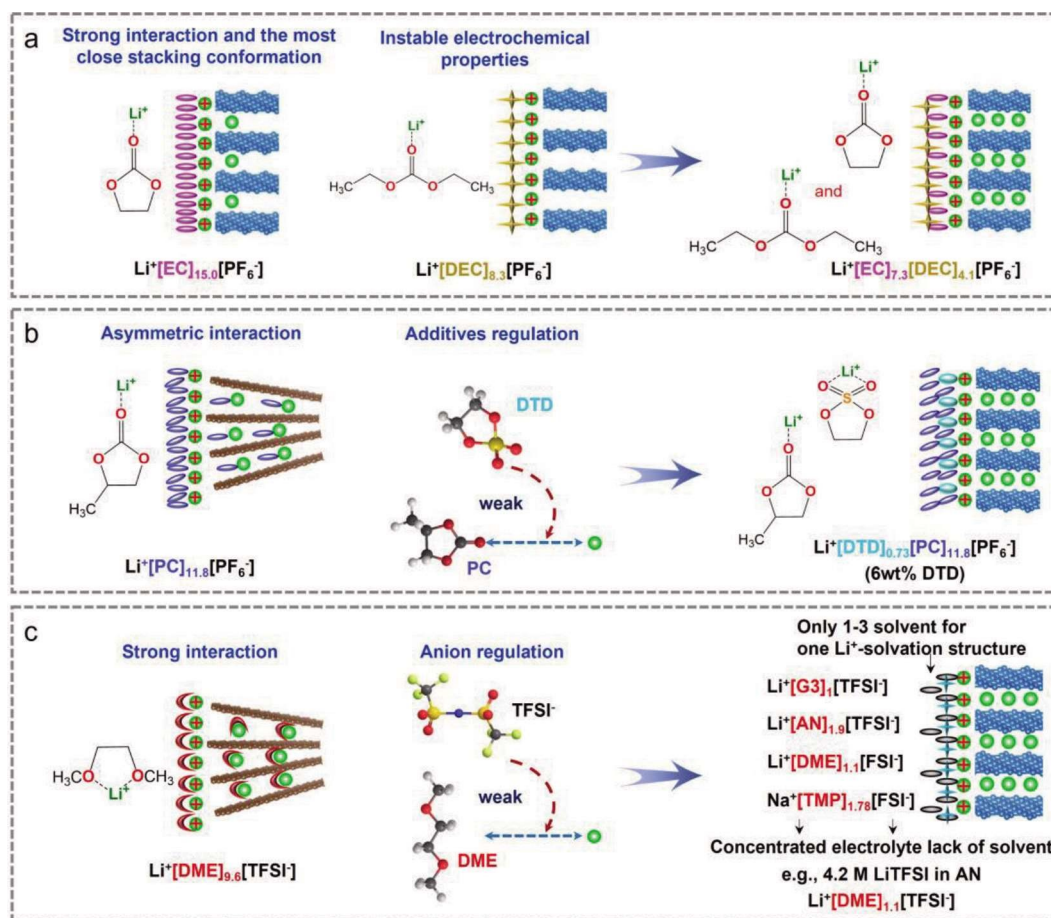 a
Strong interaction and the most
close stacking conformation
Li⁺
O
O
O
Li⁺[EC]₁₅.₀[PF₆⁻]
Instable electrochemical
properties
Li⁺
O
H₃C
O
O
CH₃
Li⁺[DEC]₈.₃[PF₆⁻]
Li⁺
O
O
O
and
Li⁺
O
H₃C
O
O
CH₃
Li⁺[EC]₇.₃[DEC]₄.₁[PF₆⁻]
b
Asymmetric interaction
Li⁺
O
O
O
H₃C
Li⁺[PC]₁₁.₈[PF₆⁻]
Additives regulation
DTD
weak
PC
Li⁺
O
O
S
O
O
Li⁺
O
O
O
CH₃
Li⁺[DTD]₀.₇₃[PC]₁₁.₈[PF₆⁻]
(6wt% DTD)
c
Strong interaction
H₃C
O
O
CH₃
Li⁺
Li⁺[DME]₉.₆[TFSI⁻]
Anion regulation
TFSI⁻
weak
DME
Only 1-3 solvent for
one Li⁺-solvation structure
Li⁺[G3]₁[TFSI⁻]
Li⁺[AN]₁.₉[TFSI⁻]
Li⁺[DME]₁.₁[FSI⁻]
Na⁺[TMP]₁.₇₈[FSI⁻]
Concentrated electrolyte lack of solvent
e.g., 4.2 M LiTFSI in AN
Li⁺[DME]₁.₁[TFSI⁻]